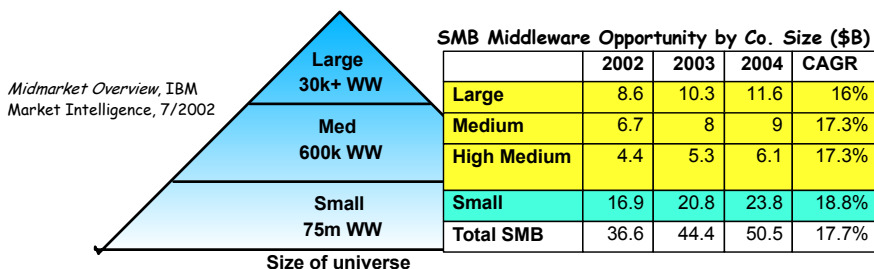 SMB Middleware Opportunity by Co. Size ($B)
Large
30k+ WW
Midmarket Overview, IBM
Market Intelligence, 7/2002
Med
600k WW
Small
75m WW
Size of universe
2002 2003 2004 CAGR
Large 8.6 10.3 11.6 16%
Medium 6.7 8 9 17.3%
High Medium 4.4 5.3 6.1 17.3%
Small 16.9 20.8 23.8 18.8%
Total SMB 36.6 44.4 50.5 17.7%